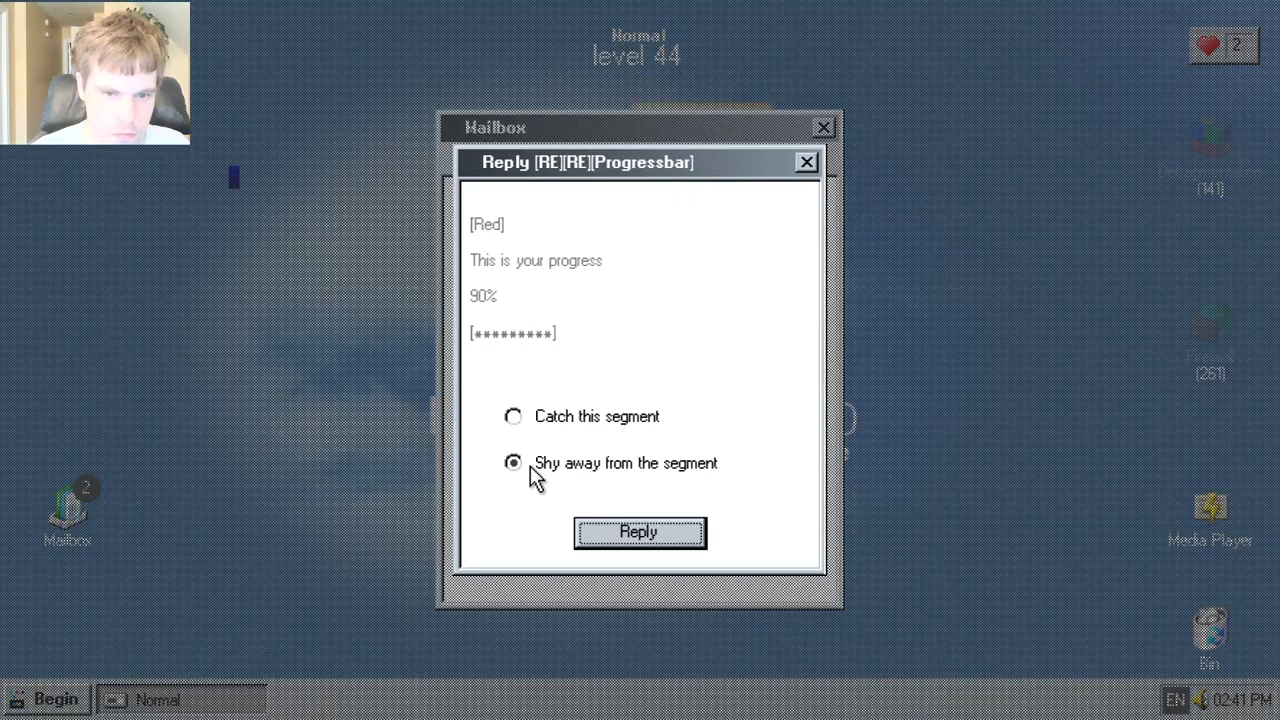 Normal
level 44
2
Mailbox
Reply [RE][RE][Progressbar]
(141)
[Red]
This is your progress
90%
[*********]
(261)
Catch this segment
Shy away from the segment
2
Mailbox
Reply
Media Player
Bin
Begin
Normal
EN
02:41 PM